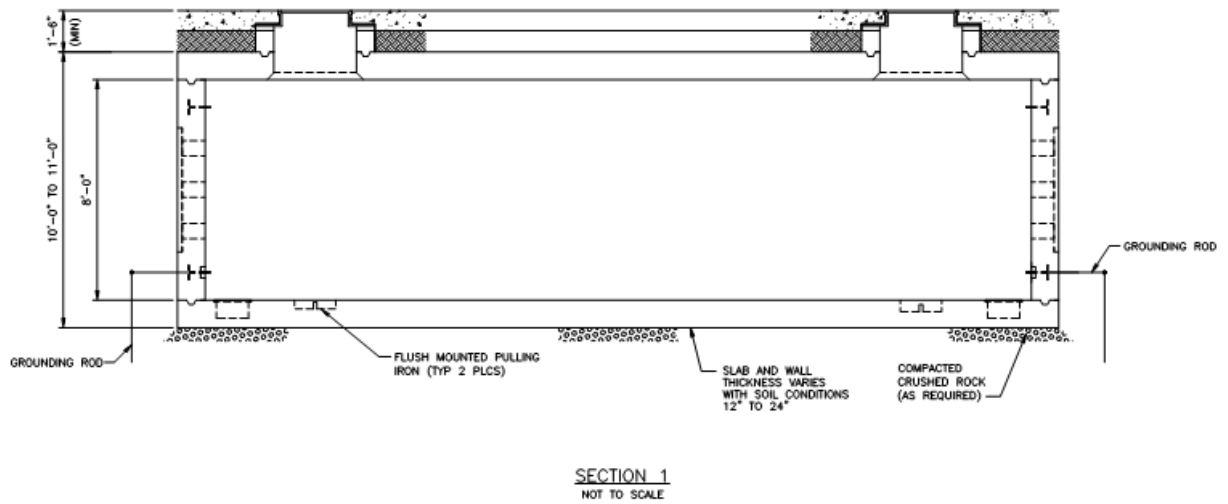 1'-6"
(MIN)
10'-0" TO 11'-0"
8'-0"
GROUNDING ROD
GROUNDING ROD
FLUSH MOUNTED PULLING
IRON (TYP 2 PLCS)
SLAB AND WALL
THICKNESS VARIES
WITH SOIL CONDITIONS
12" TO 24"
COMPACTED
CRUSHED ROCK
(AS REQUIRED)
SECTION 1
NOT TO SCALE